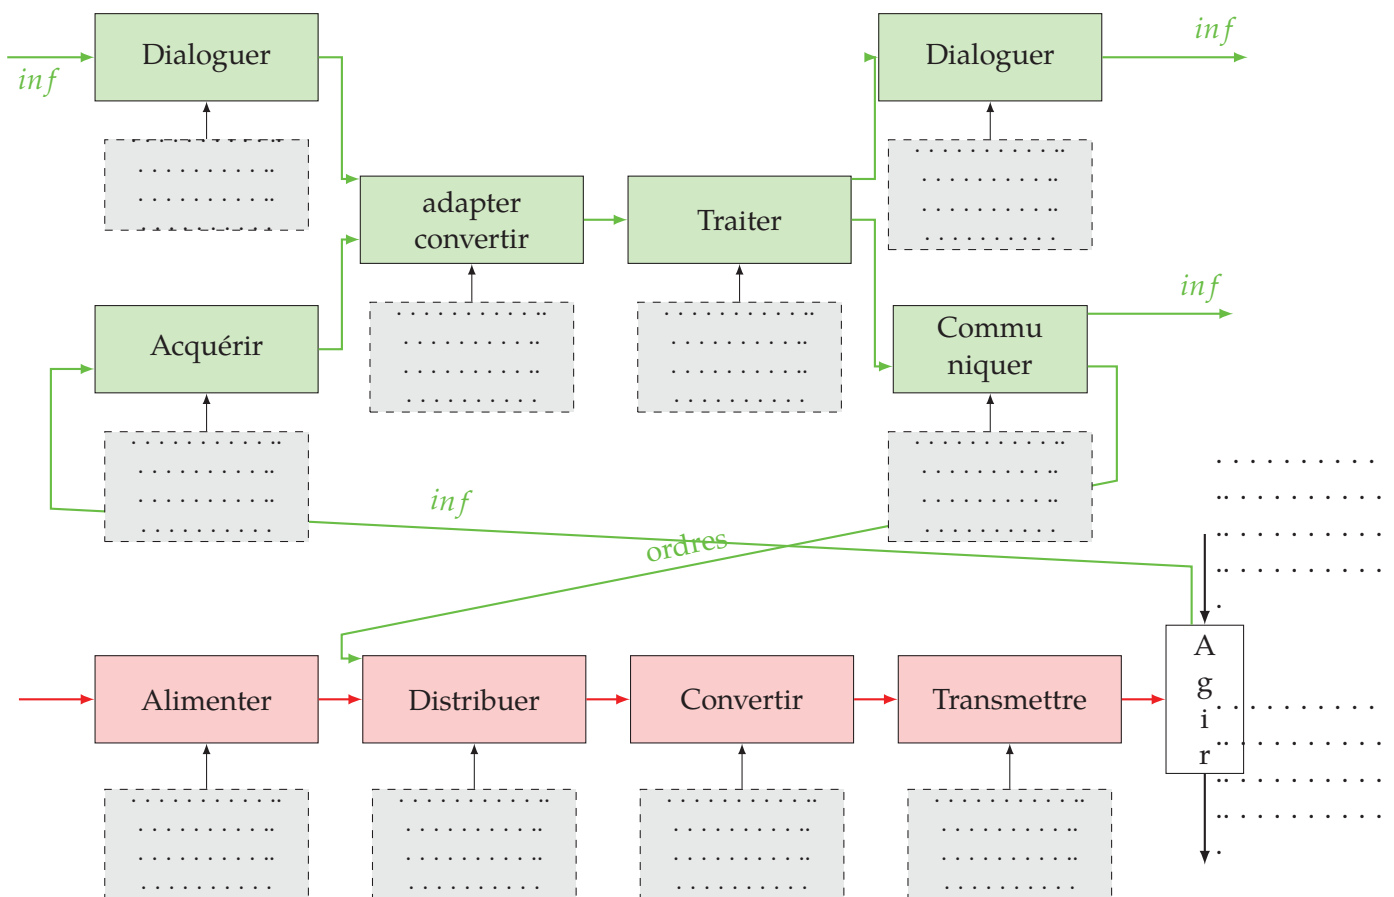 Dialoguer
Dialoguer
inf
inf
adapter
convertir
Traiter
Acquérir
Commu
niquer
inf
inf
ordres
Alimenter
Distribuer
Convertir
Transmettre
A
g
i
r